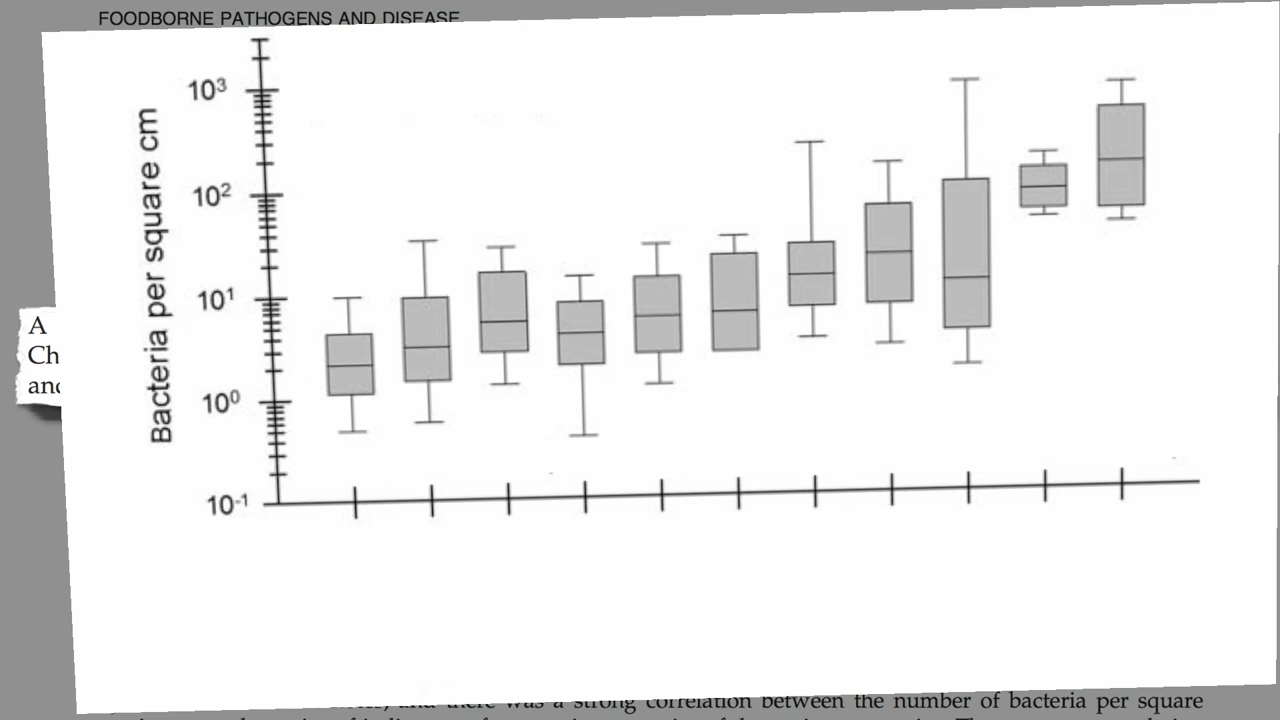 FOODBORNE PATHOGENS AND DISEASE
Bacteria per square cm
10³
10²
10¹
10⁰
10⁻¹
A
Ch
and
and there was a strong correlation between the number of bacteria per square